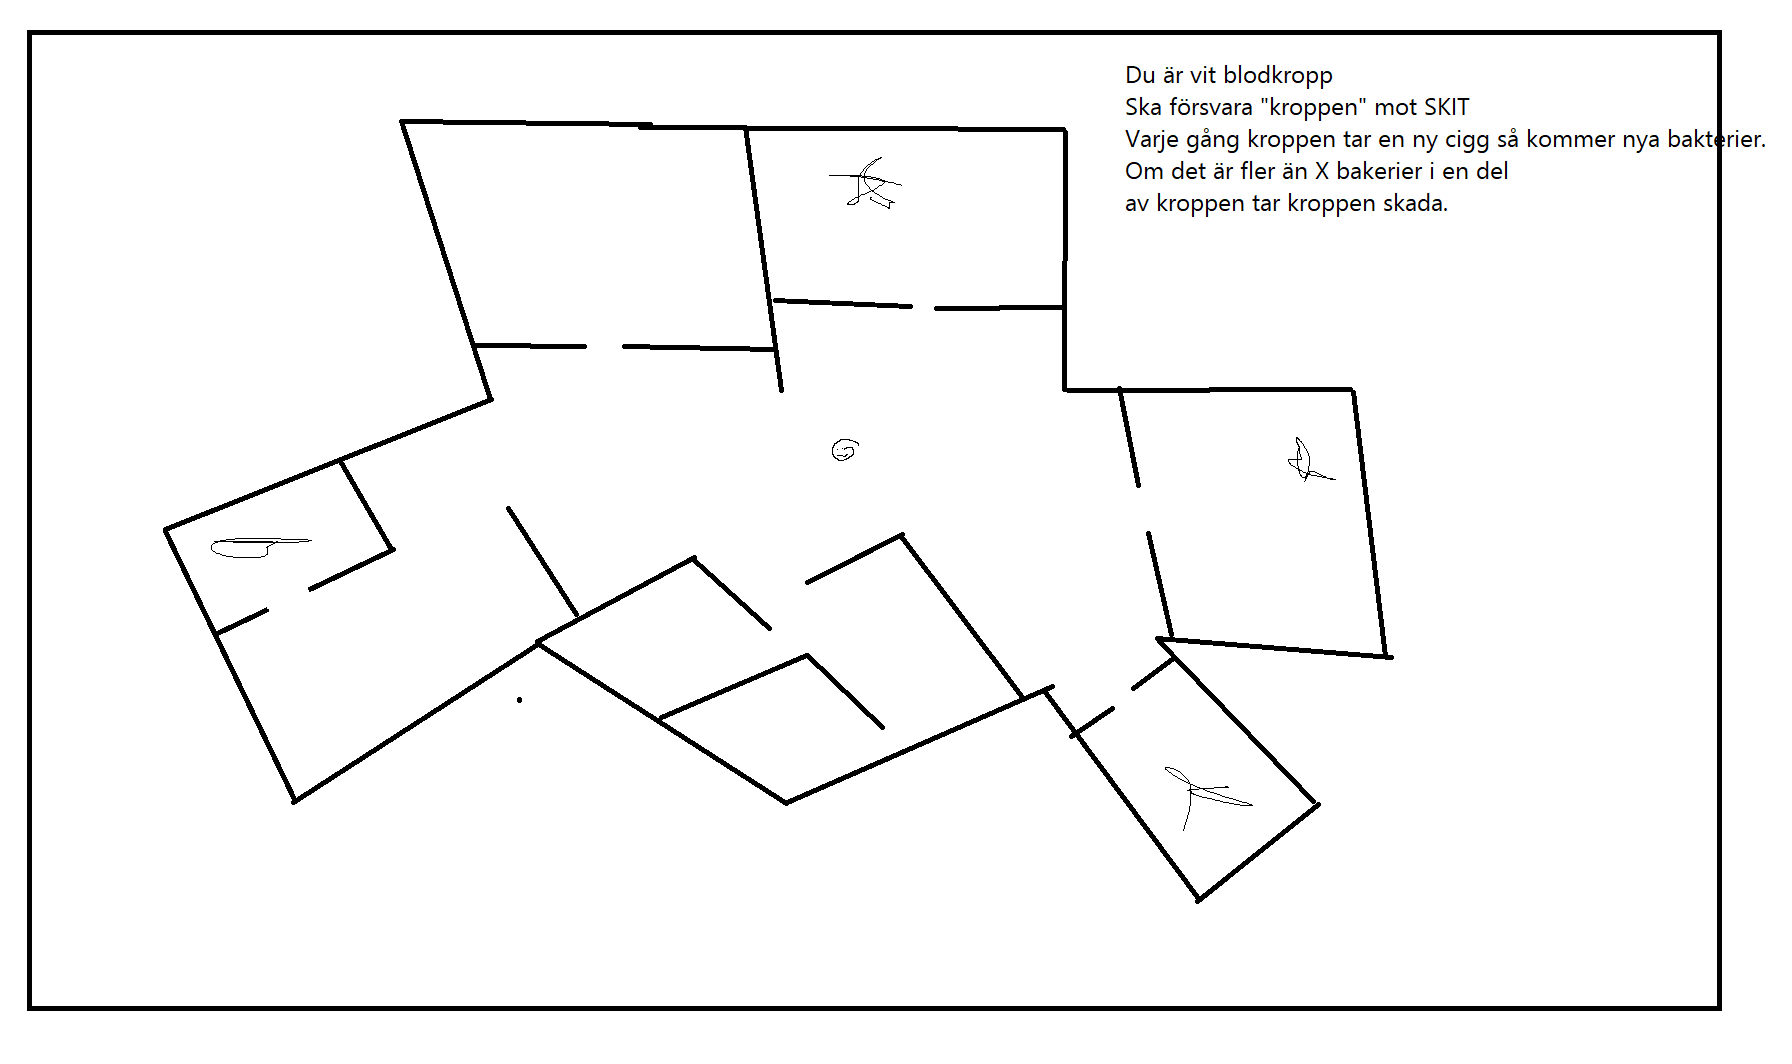 Du är vit blodkropp
Ska försvara "kroppen" mot SKIT
Varje gång kroppen tar en ny cigg så kommer nya bakterier.
Om det är fler än X bakerier i en del
av kroppen tar kroppen skada.